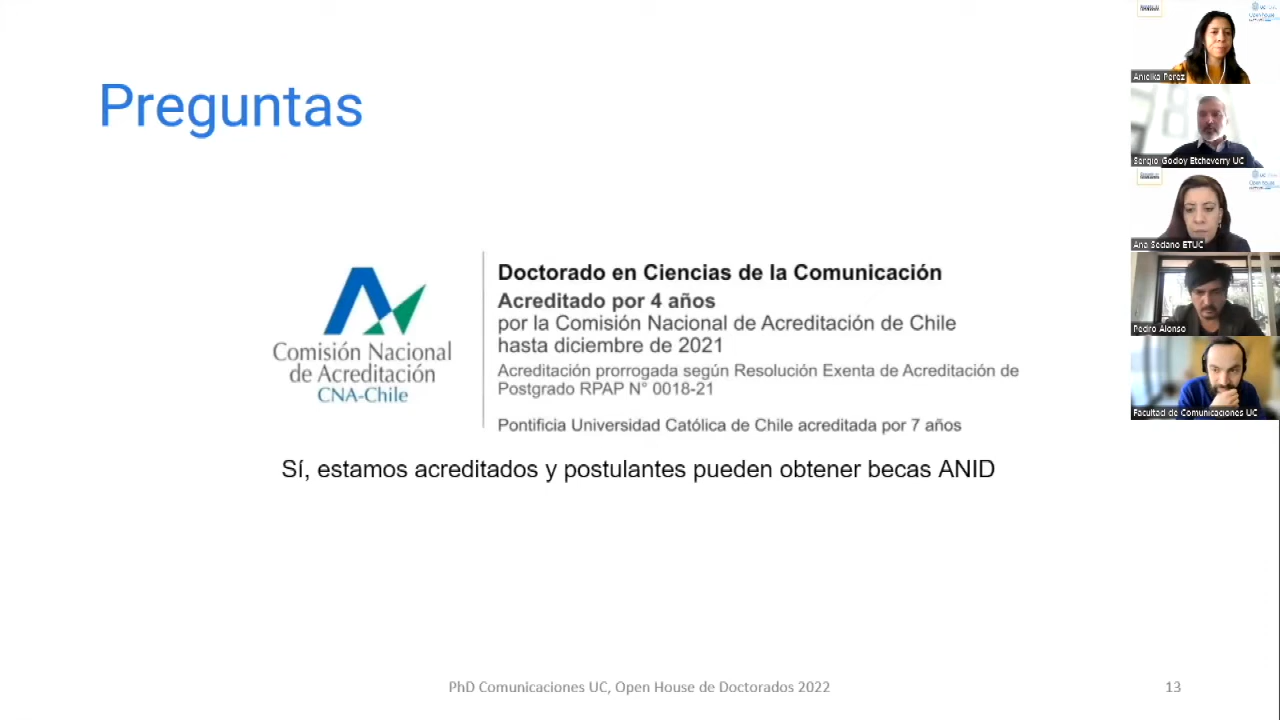 Preguntas
Comisión Nacional
de Acreditación
CNA-Chile
Doctorado en Ciencias de la Comunicación
Acreditado por 4 años
por la Comisión Nacional de Acreditación de Chile
hasta diciembre de 2021
Acreditación prorrogada según Resolución Exenta de Acreditación de
Postgrado RPAP N° 0018-21
Pontificia Universidad Católica de Chile acreditada por 7 años
Sí, estamos acreditados y postulantes pueden obtener becas ANID
PhD Comunicaciones UC, Open House de Doctorados 2022
13
Open house
Anielka Perez
Sergio Godoy Etcheverry UC
Open house
Ana Sedano ETUC
Pedro Alonso
Facultad de Comunicaciones UC